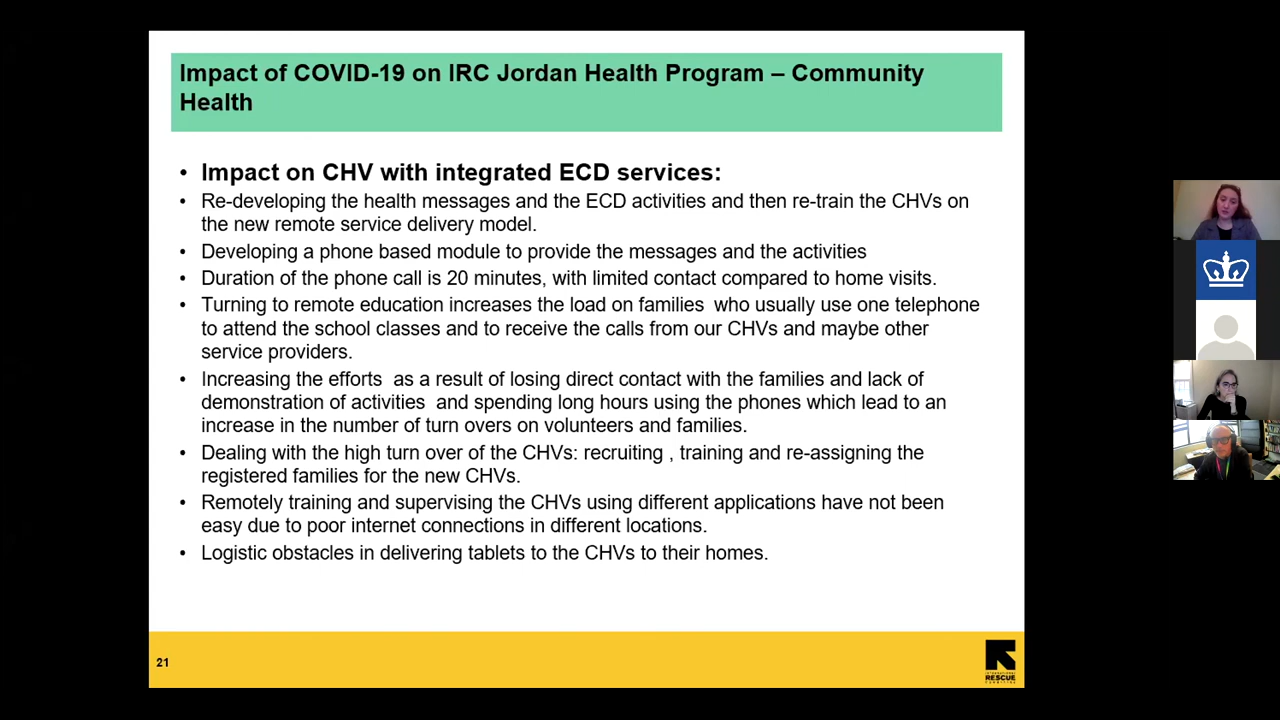 Impact of COVID-19 on IRC Jordan Health Program – Community
Health
• Impact on CHV with integrated ECD services:
• Re-developing the health messages and the ECD activities and then re-train the CHVs on
the new remote service delivery model.
• Developing a phone based module to provide the messages and the activities
• Duration of the phone call is 20 minutes, with limited contact compared to home visits.
• Turning to remote education increases the load on families who usually use one telephone
to attend the school classes and to receive the calls from our CHVs and maybe other
service providers.
• Increasing the efforts as a result of losing direct contact with the families and lack of
demonstration of activities and spending long hours using the phones which lead to an
increase in the number of turn overs on volunteers and families.
• Dealing with the high turn over of the CHVs: recruiting , training and re-assigning the
registered families for the new CHVs.
• Remotely training and supervising the CHVs using different applications have not been
easy due to poor internet connections in different locations.
• Logistic obstacles in delivering tablets to the CHVs to their homes.
21
INTERNATIONAL
RESCUE
COMMITTEE